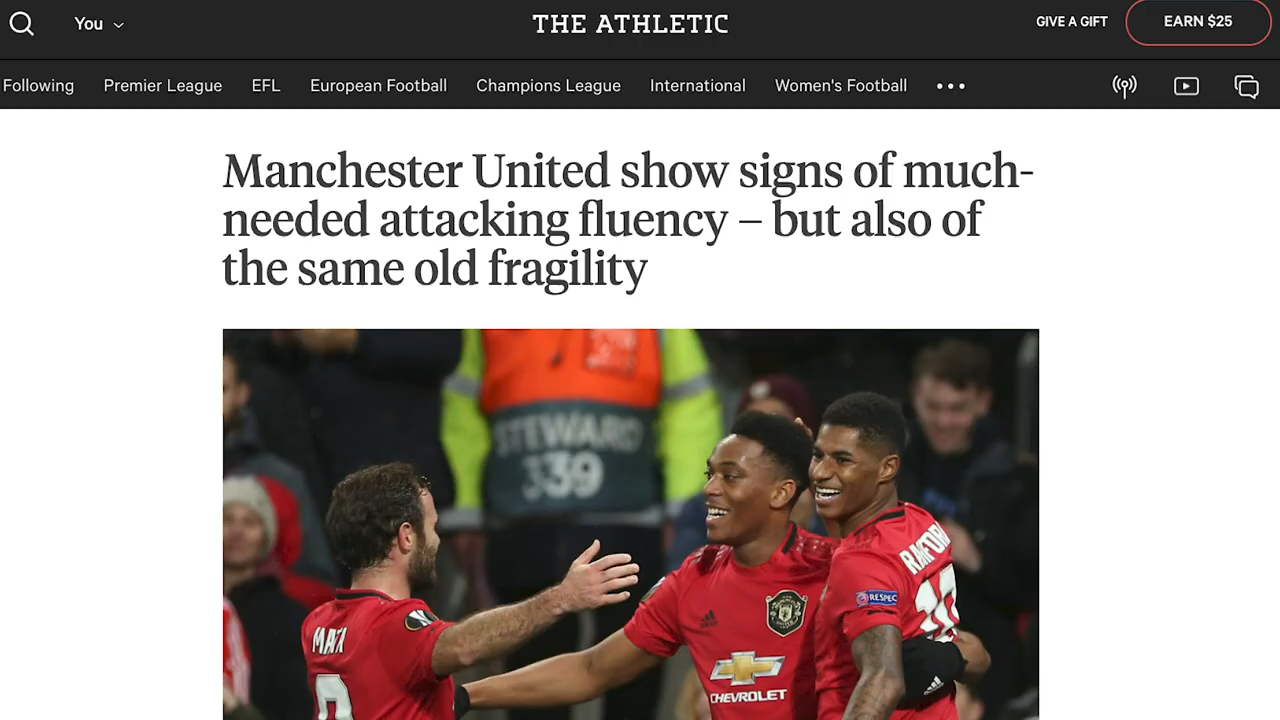 You
THE ATHLETIC
GIVE A GIFT
EARN $25
Following Premier League EFL European Football Champions League International Women's Football
Manchester United show signs of much-
needed attacking fluency – but also of
the same old fragility
STEWARD
339
MATA
RASHFORD
10
RESPECT
CHEVROLET